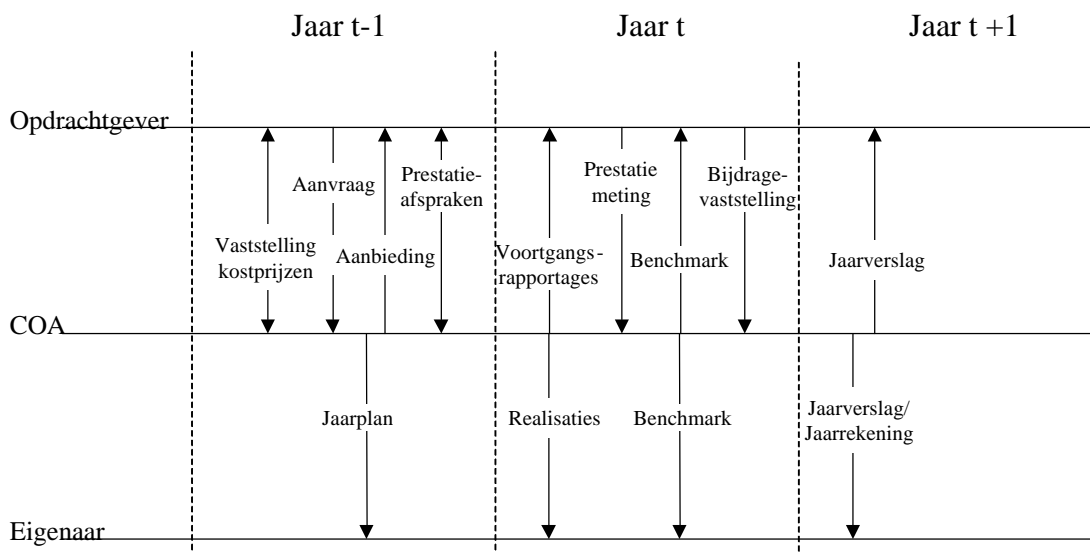 Jaar t-1
Jaar t
Jaar t +1
Opdrachtgever
Aanvraag
Prestatie-
afspraken
Vaststelling
kostprijzen
Aanbieding
Voortgangs-
rapportages
Prestatie
meting
Benchmark
Bijdrage-
vaststelling
Jaarverslag
COA
Jaarplan
Realisaties
Benchmark
Jaarverslag/
Jaarrekening
Eigenaar